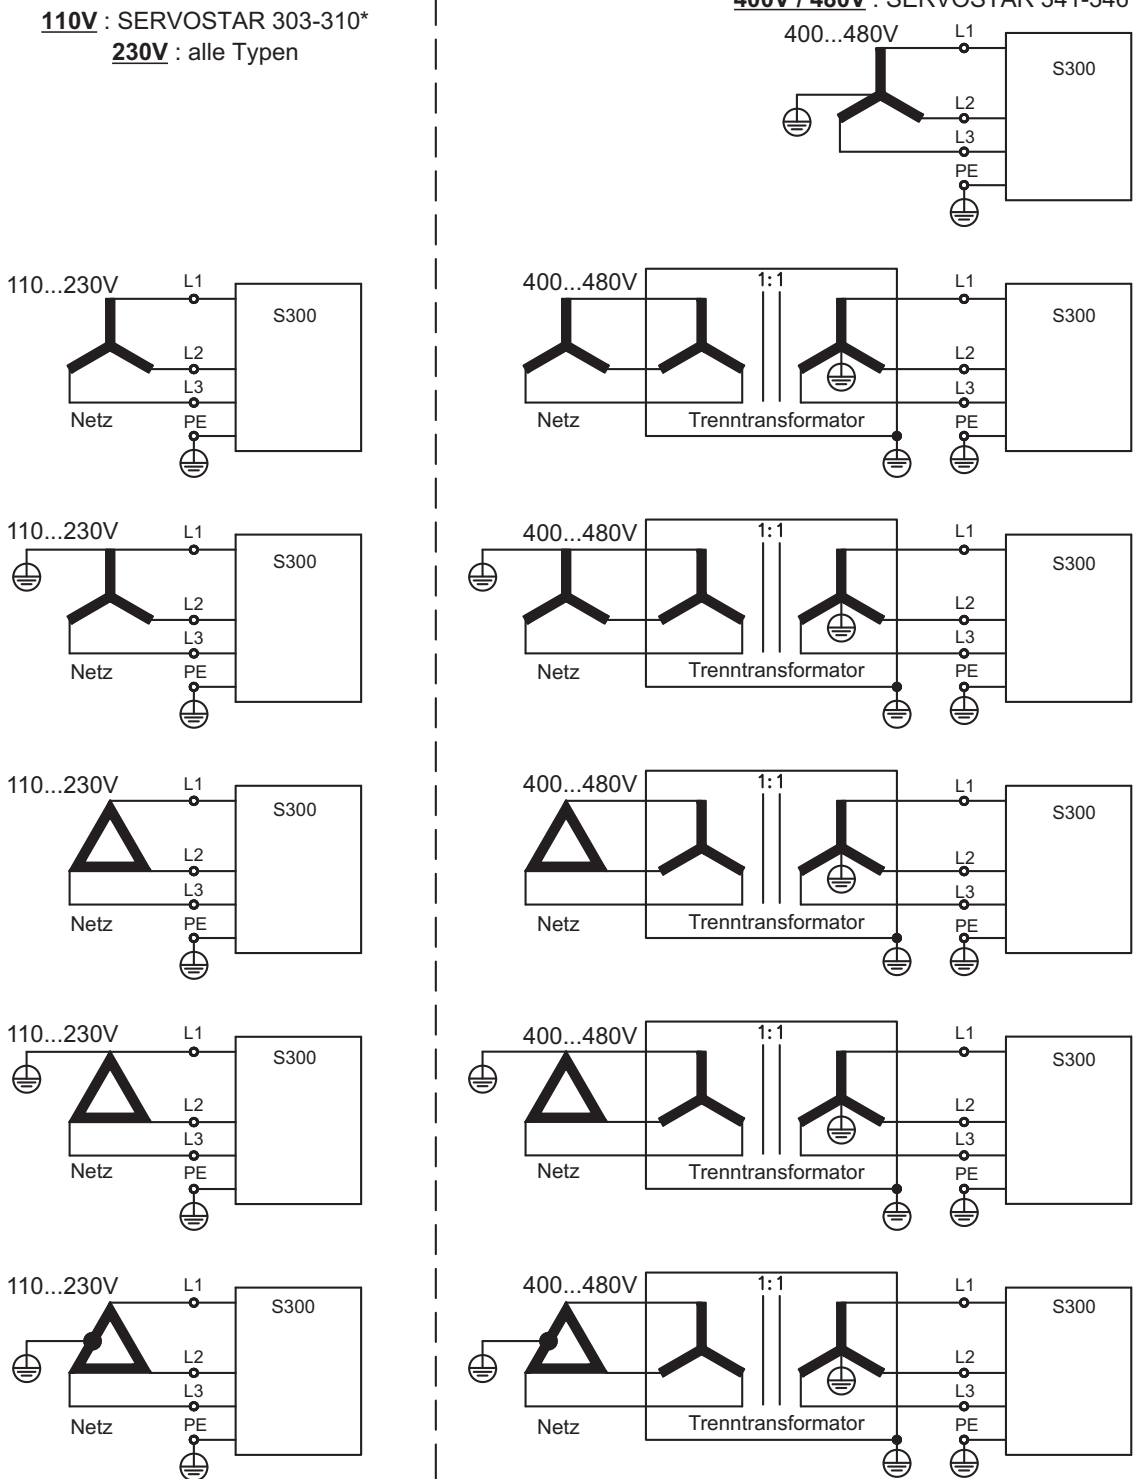 110V : SERVOSTAR 303-310*
230V : alle Typen
400V / 480V : SERVOSTAR 341-346
400...480V
L1
S300
L2
L3
PE
110...230V
L1
S300
L2
L3
Netz
PE
400...480V
1:1
L1
S300
L2
L3
Netz
Trenntransformator
PE
110...230V
L1
S300
L2
L3
Netz
PE
400...480V
1:1
L1
S300
L2
L3
Netz
Trenntransformator
PE
110...230V
L1
S300
L2
L3
Netz
PE
400...480V
1:1
L1
S300
L2
L3
Netz
Trenntransformator
PE
110...230V
L1
S300
L2
L3
Netz
PE
400...480V
1:1
L1
S300
L2
L3
Netz
Trenntransformator
PE
110...230V
L1
S300
L2
L3
Netz
PE
400...480V
1:1
L1
S300
L2
L3
Netz
Trenntransformator
PE